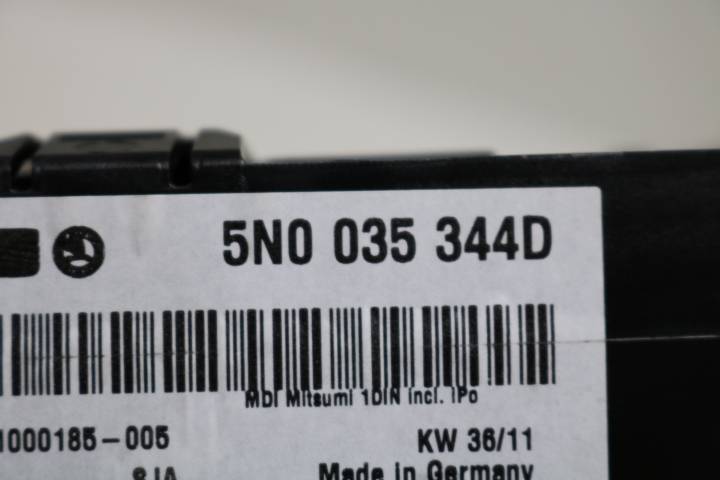 5N0 035 344D
MDI Mitsumi 1DIN incl. iPo
1000185-005
KW 36/11
Made in Germany